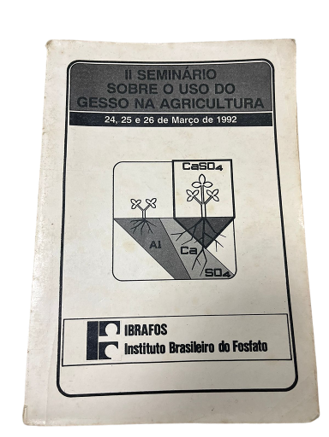 II SEMINÁRIO
SOBRE O USO DO
GESSO NA AGRICULTURA
24, 25 e 26 de Março de 1992
CaSO4
Al
Ca
SO4
IBRAFOS
Instituto Brasileiro do Fosfato